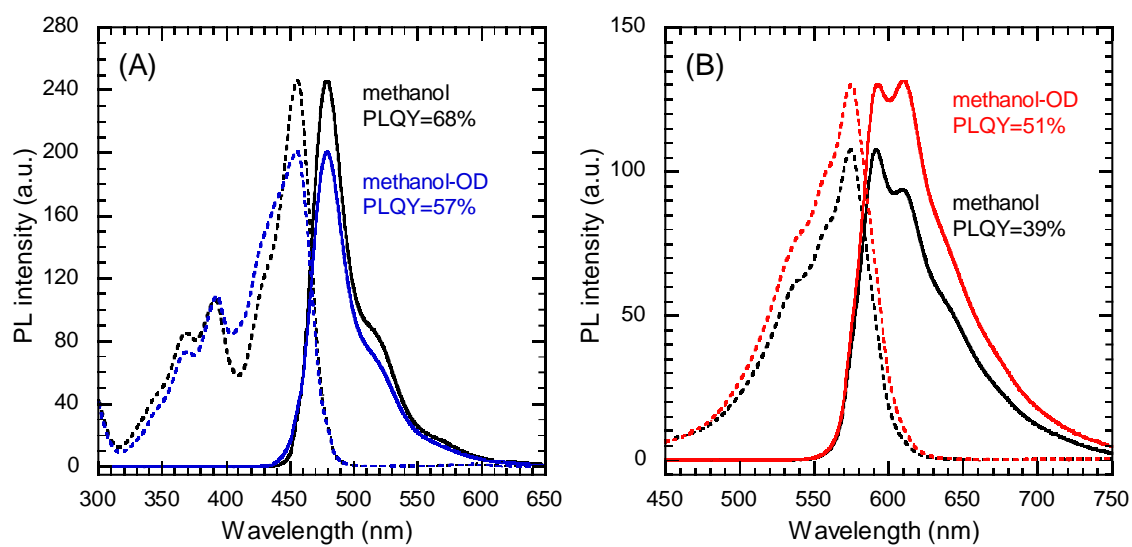 (A)
methanol
PLQY=68%
methanol-OD
PLQY=57%
PL intensity (a.u.)
280
240
200
160
120
80
40
0
300 350 400 450 500 550 600 650
Wavelength (nm)
(B)
methanol-OD
PLQY=51%
methanol
PLQY=39%
PL intensity (a.u.)
150
100
50
0
450 500 550 600 650 700 750
Wavelength (nm)